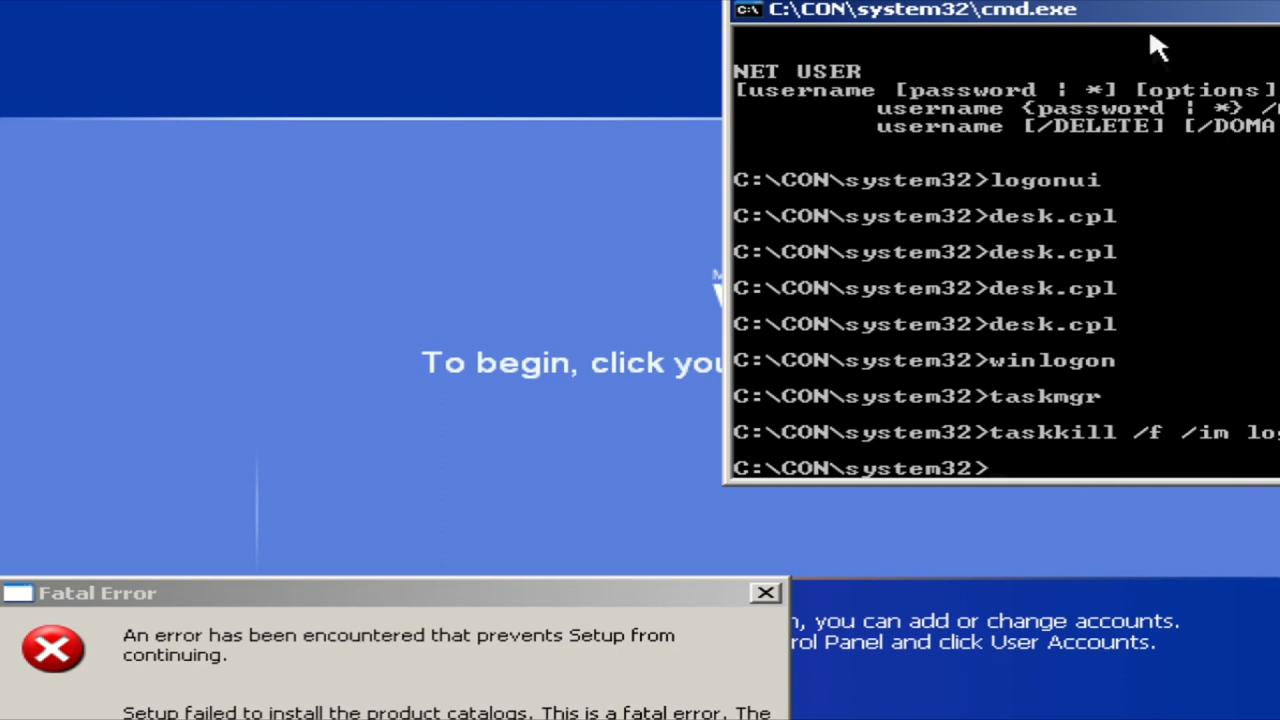 C:\CON\system32\cmd.exe
NET USER
[username [password | *] [options]
username {password | *} /
username [/DELETE] [/DOMA
C:\CON\system32>logonui
C:\CON\system32>desk.cpl
C:\CON\system32>desk.cpl
C:\CON\system32>desk.cpl
C:\CON\system32>desk.cpl
C:\CON\system32>winlogon
C:\CON\system32>taskmgr
C:\CON\system32>taskkill /f /im lo
C:\CON\system32>
To begin, click you
Fatal Error
An error has been encountered that prevents Setup from
continuing.
Setup failed to install the product catalogs. This is a fatal error. The
, you can add or change accounts.
rol Panel and click User Accounts.